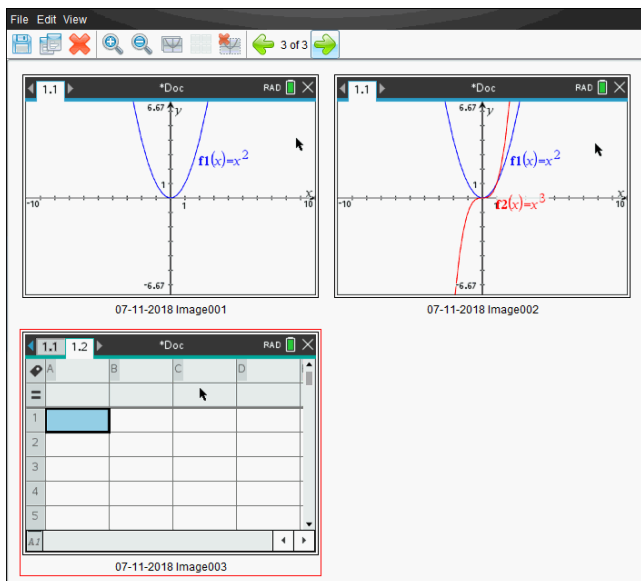 File Edit View
3 of 3
1.1 *Doc RAD
6.67 y
f1(x)=x2
1
x
-10 1 10
-6.67
07-11-2018 Image001
1.1 *Doc RAD
6.67 y
f1(x)=x2
1
x
-10 1 f2(x)=x3 10
-6.67
07-11-2018 Image002
1.1 1.2 *Doc RAD
A B C D
=
1
2
3
4
5
A1
07-11-2018 Image003